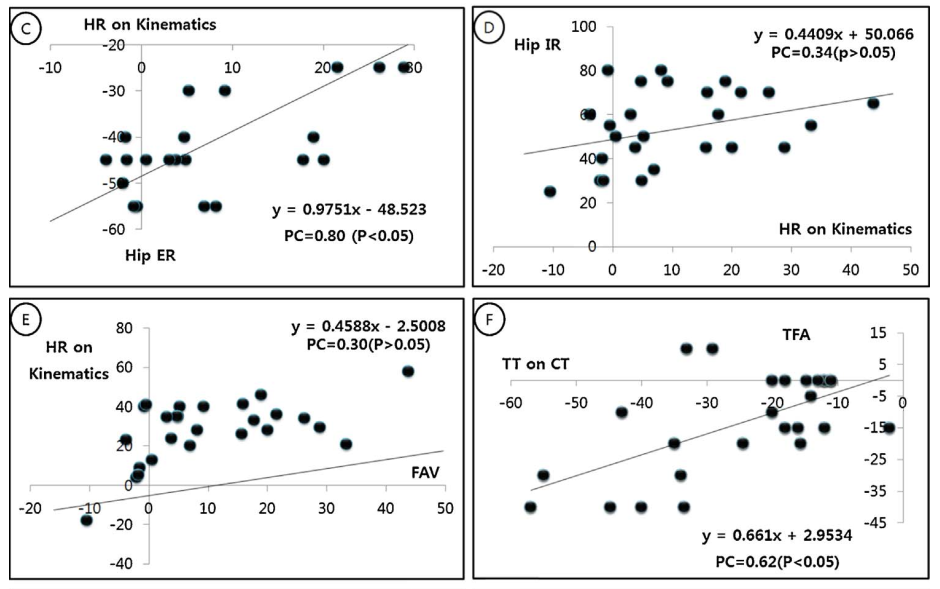 C
HR on Kinematics
-20
-10 0 10 20 30
-30
-40
-50
-60
y = 0.9751x - 48.523
PC=0.80 (P<0.05)
Hip ER
D
Hip IR
y = 0.4409x + 50.066
PC=0.34(p>0.05)
100
80
60
40
20
0
HR on Kinematics
-20 -10 0 10 20 30 40 50
E
HR on
Kinematics
y = 0.4588x - 2.5008
PC=0.30(P>0.05)
80
60
40
20
0
-20
-40
FAV
-20 -10 0 10 20 30 40 50
F
TFA
TT on CT
15
5
-5
-15
-25
-35
-45
-60 -50 -40 -30 -20 -10 0
y = 0.661x + 2.9534
PC=0.62(P<0.05)